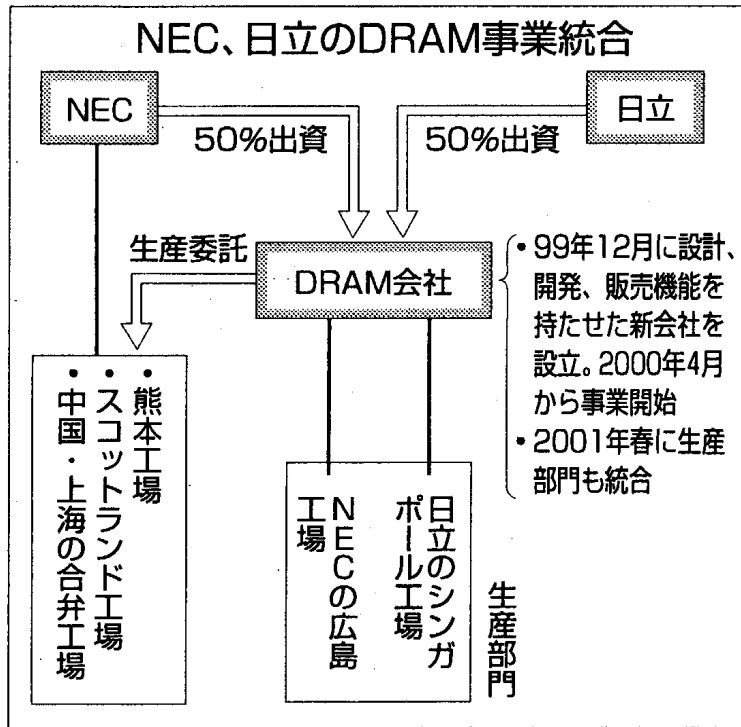 NEC、日立のDRAM事業統合
NEC
日立
50%出資
50%出資
生産委託
DRAM会社
• 99年12月に設計、
開発、販売機能を
持たせた新会社を
設立。2000年4月
から事業開始
• 2001年春に生産
部門も統合
• 熊本工場
• スコットランド工場
• 中国・上海の合弁工場
日立のシンガ
ポール工場
NECの広島
工場
生産部門